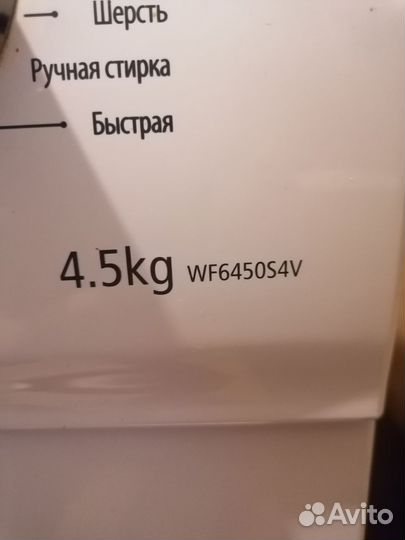 Шерсть
Ручная стирка
Быстрая
4.5kg WF6450S4V
Avito